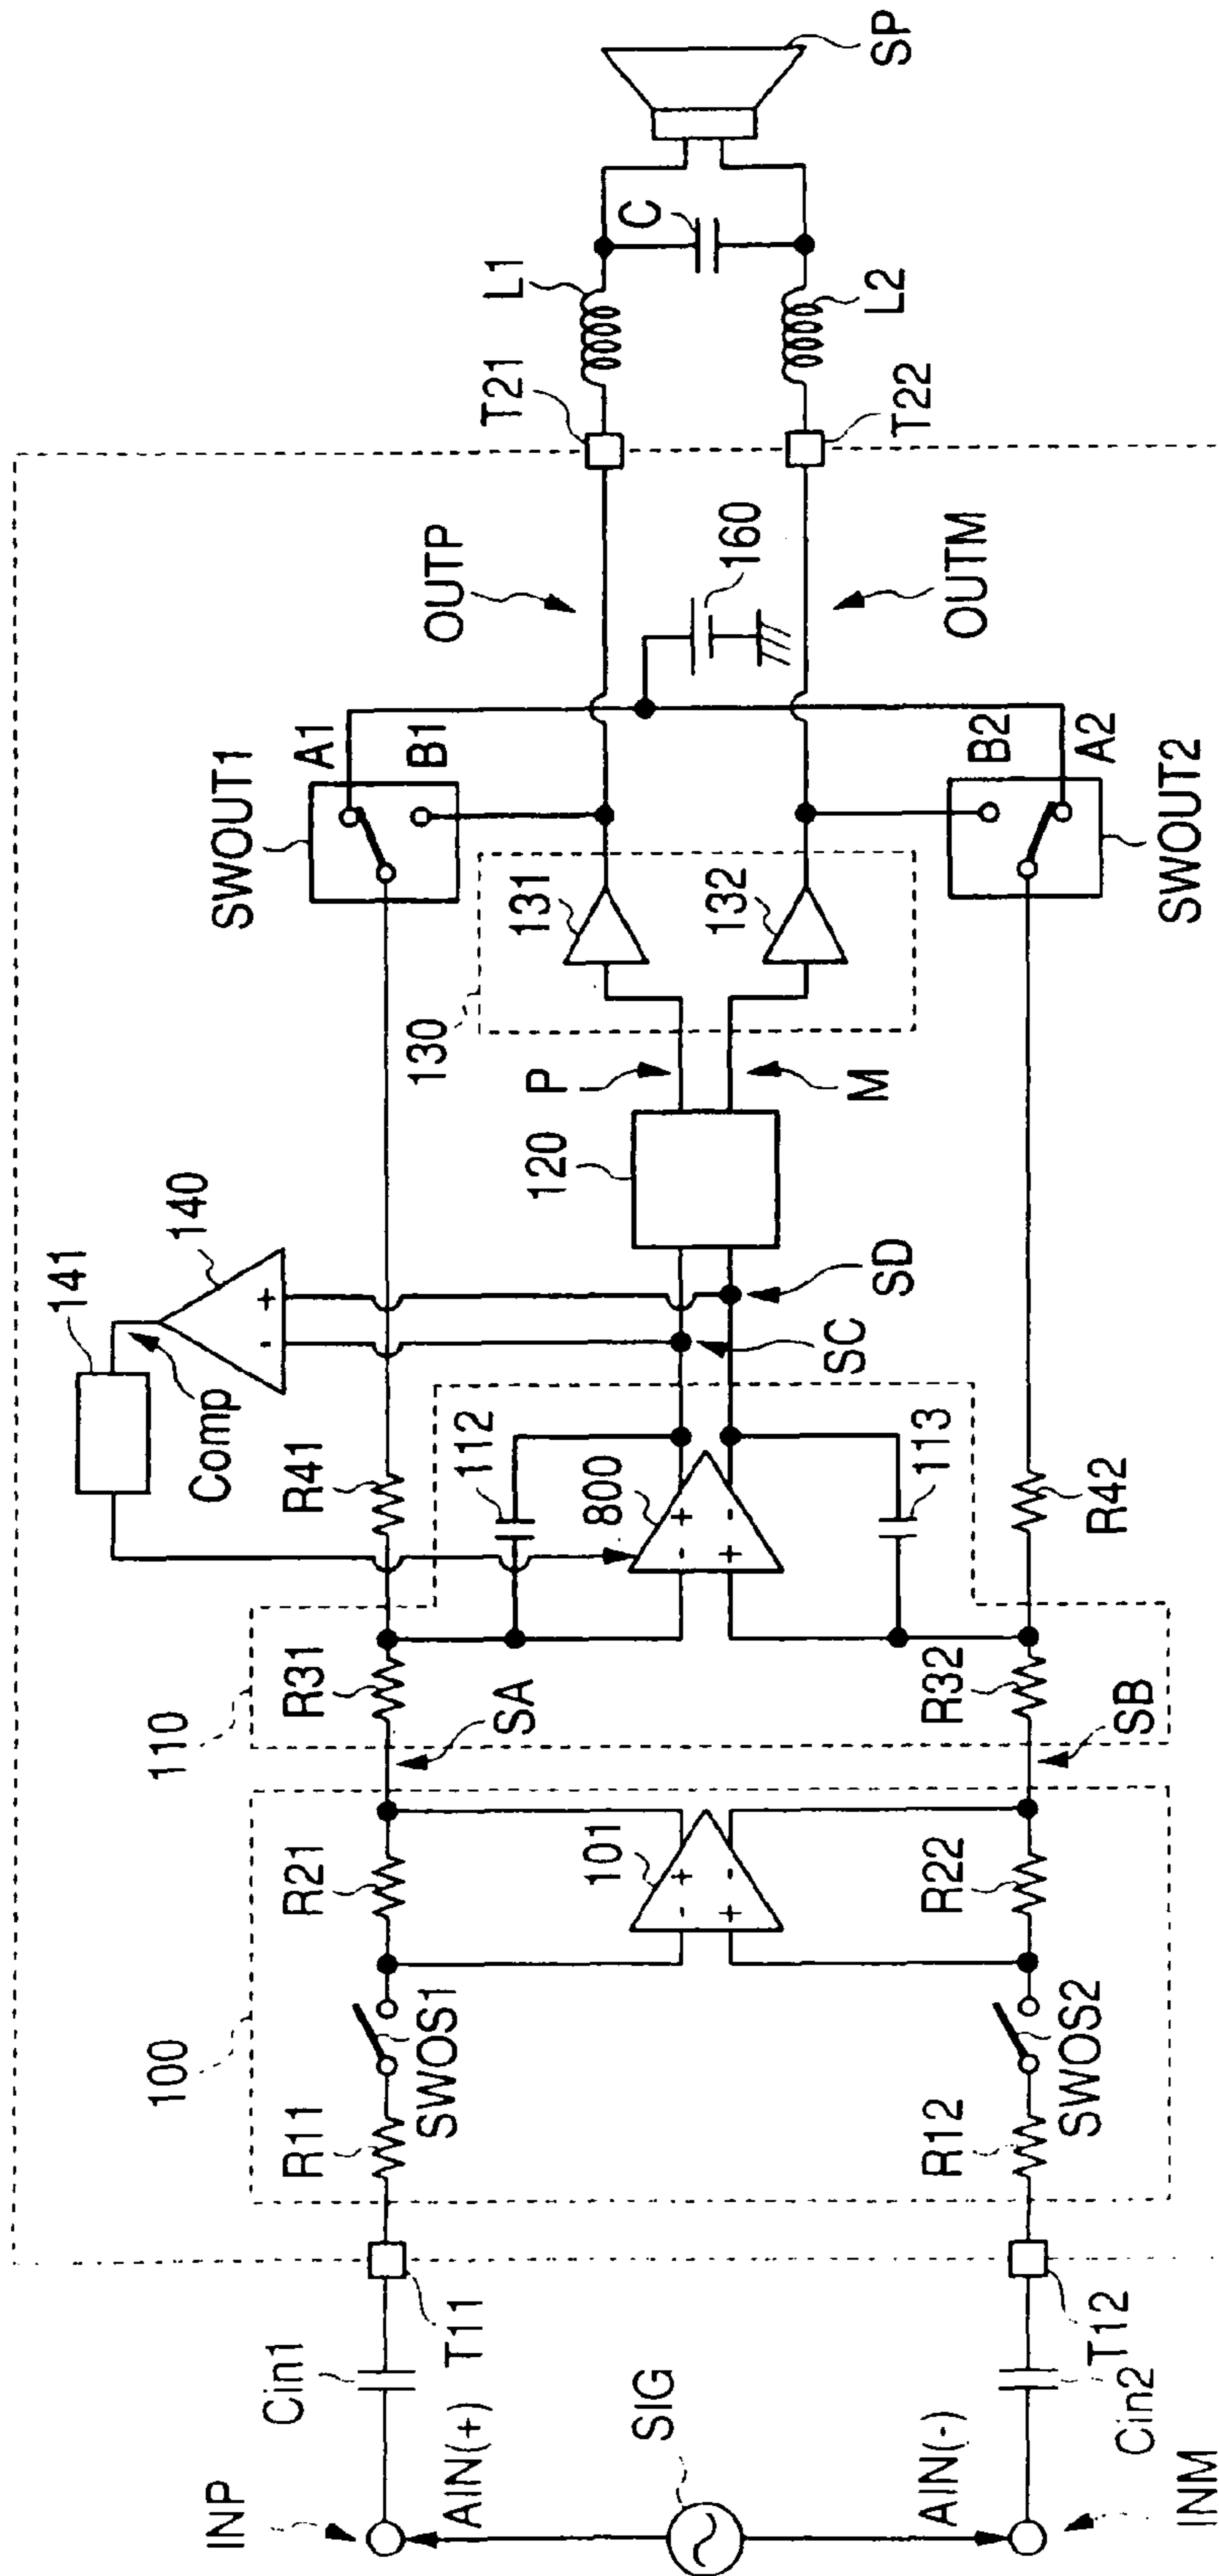 INP
AIN(+)
SIG
AIN(-)
INM
Cin1
T11
Cin2
T12
100
R11
SWOS1
R12
SWOS2
R21
101
- +
+ -
R22
110
SA
SB
R31
R32
800
- +
+ -
112
113
R41
R42
141
Comp
140
- +
SC
SD
120
P
M
130
131
132
SWOUT1
A1
B1
SWOUT2
B2
A2
OUTP
160
OUTM
T21
T22
L1
L2
C
SP